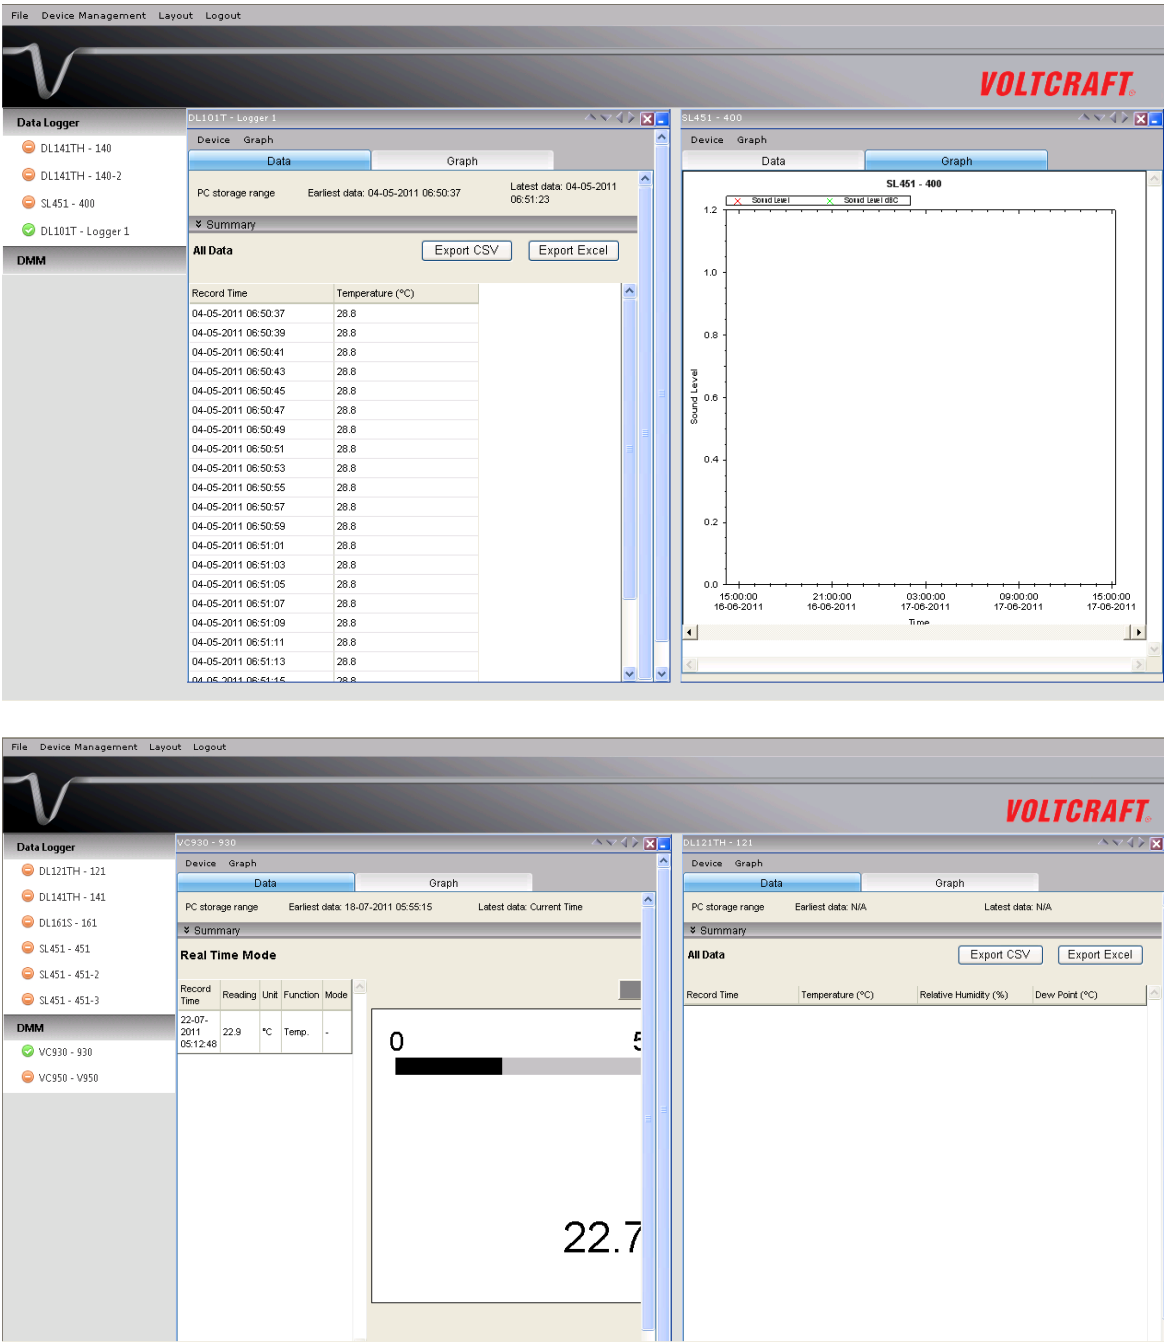 File Device Management Layout Logout
VOLTCRAFT®
Data Logger
DL141TH - 140
DL141TH - 140-2
SL451 - 400
DL101T - Logger 1
DMM
DL101T - Logger 1
Device Graph
Data Graph
PC storage range Earliest data: 04-05-2011 06:50:37 Latest data: 04-05-2011
06:51:23
Summary
All Data Export CSV Export Excel
Record Time Temperature (°C)
04-05-2011 06:50:37 28.8
04-05-2011 06:50:39 28.8
04-05-2011 06:50:41 28.8
04-05-2011 06:50:43 28.8
04-05-2011 06:50:45 28.8
04-05-2011 06:50:47 28.8
04-05-2011 06:50:49 28.8
04-05-2011 06:50:51 28.8
04-05-2011 06:50:53 28.8
04-05-2011 06:50:55 28.8
04-05-2011 06:50:57 28.8
04-05-2011 06:50:59 28.8
04-05-2011 06:51:01 28.8
04-05-2011 06:51:03 28.8
04-05-2011 06:51:05 28.8
04-05-2011 06:51:07 28.8
04-05-2011 06:51:09 28.8
04-05-2011 06:51:11 28.8
04-05-2011 06:51:13 28.8
04-05-2011 06:51:15 28.8
SL451 - 400
Device Graph
Data Graph
SL451 - 400
Sound Level Sound Level dBC
1.2
1.0
0.8
0.6
0.4
0.2
0.0
Sound Level
15:00:00 21:00:00 03:00:00 09:00:00 15:00:00
16-06-2011 16-06-2011 17-06-2011 17-06-2011 17-06-2011
Time
File Device Management Layout Logout
VOLTCRAFT®
Data Logger
DL121TH - 121
DL141TH - 141
DL161S - 161
SL451 - 451
SL451 - 451-2
SL451 - 451-3
DMM
VC930 - 930
VC950 - V950
VC930 - 930
Device Graph
Data Graph
PC storage range Earliest data: 18-07-2011 05:55:15 Latest data: Current Time
Summary
Real Time Mode
Record
Time Reading Unit Function Mode
22-07-
2011 22.9 °C Temp. -
05:12:48
0 5
22.7
DL121TH - 121
Device Graph
Data Graph
PC storage range Earliest data: N/A Latest data: N/A
Summary
All Data Export CSV Export Excel
Record Time Temperature (°C) Relative Humidity (%) Dew Point (°C)